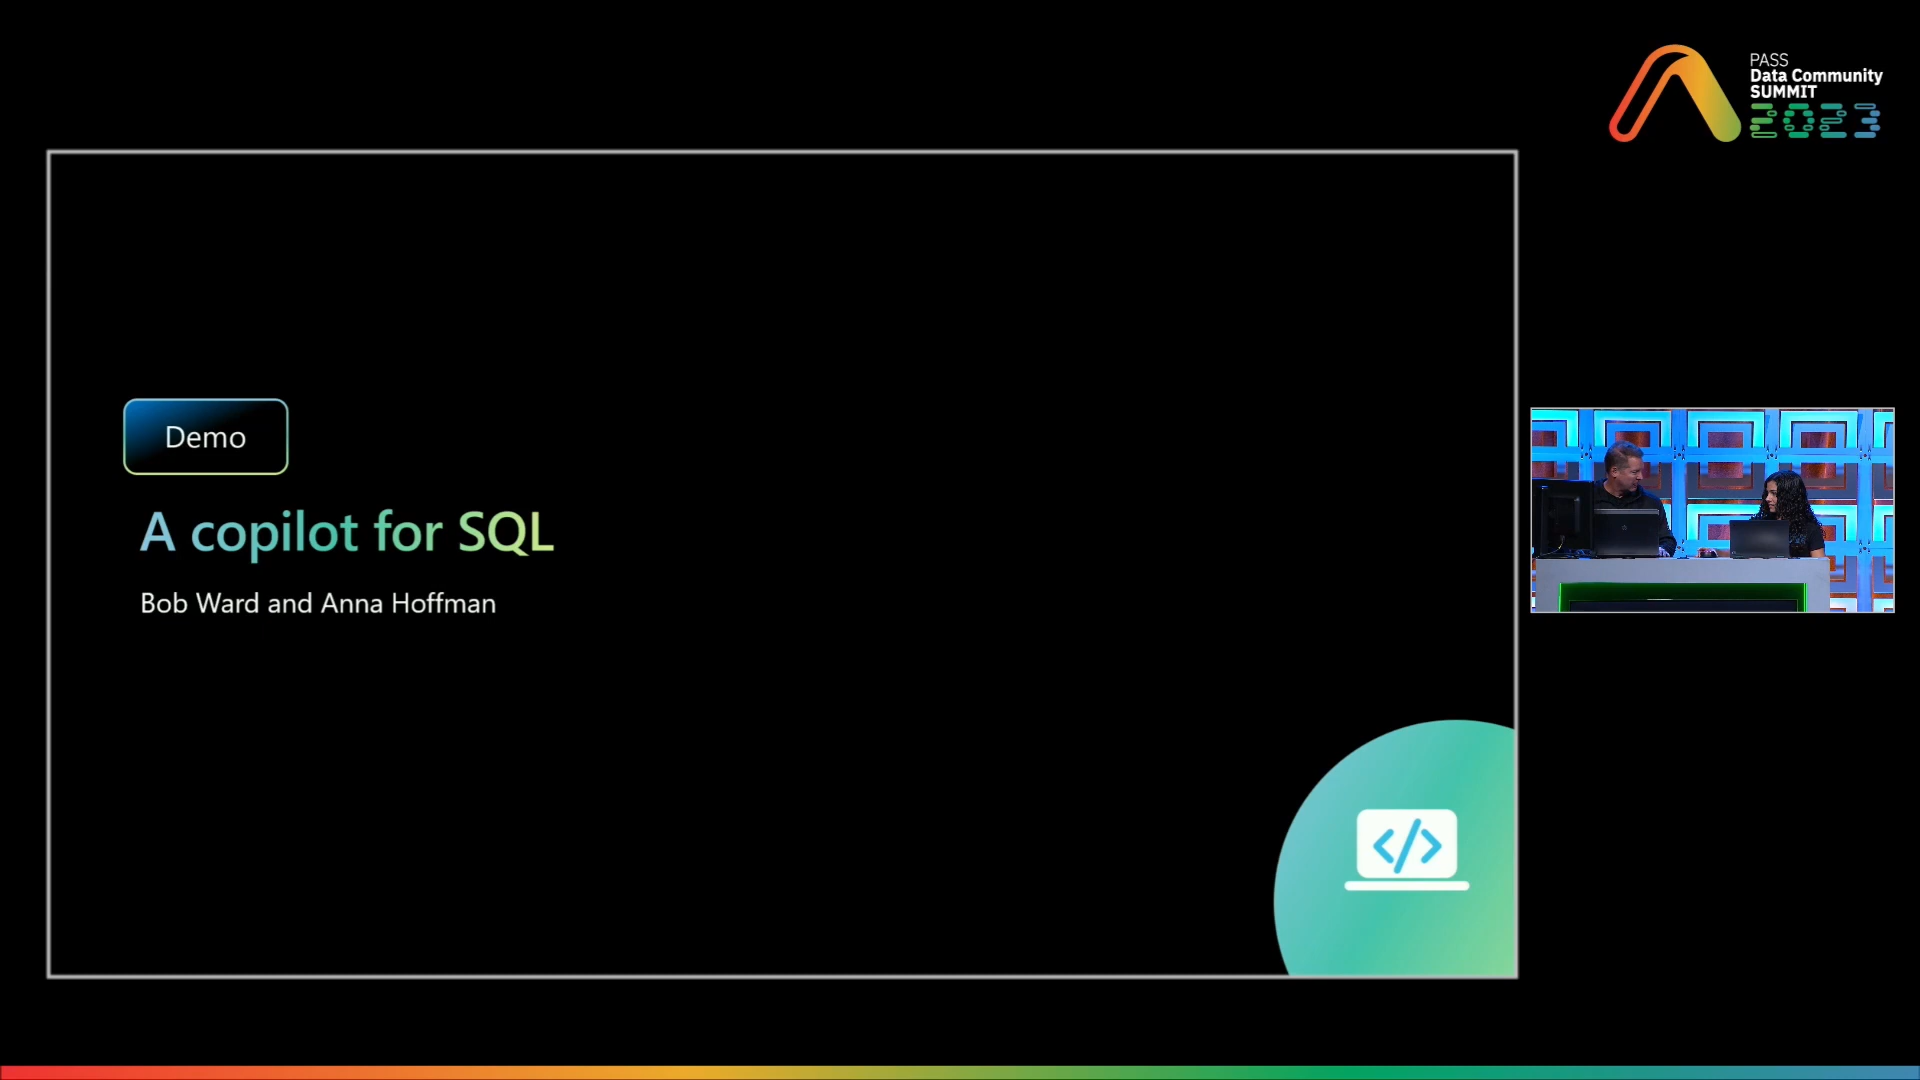 PASS
Data Community
SUMMIT
2023
Demo
A copilot for SQL
Bob Ward and Anna Hoffman